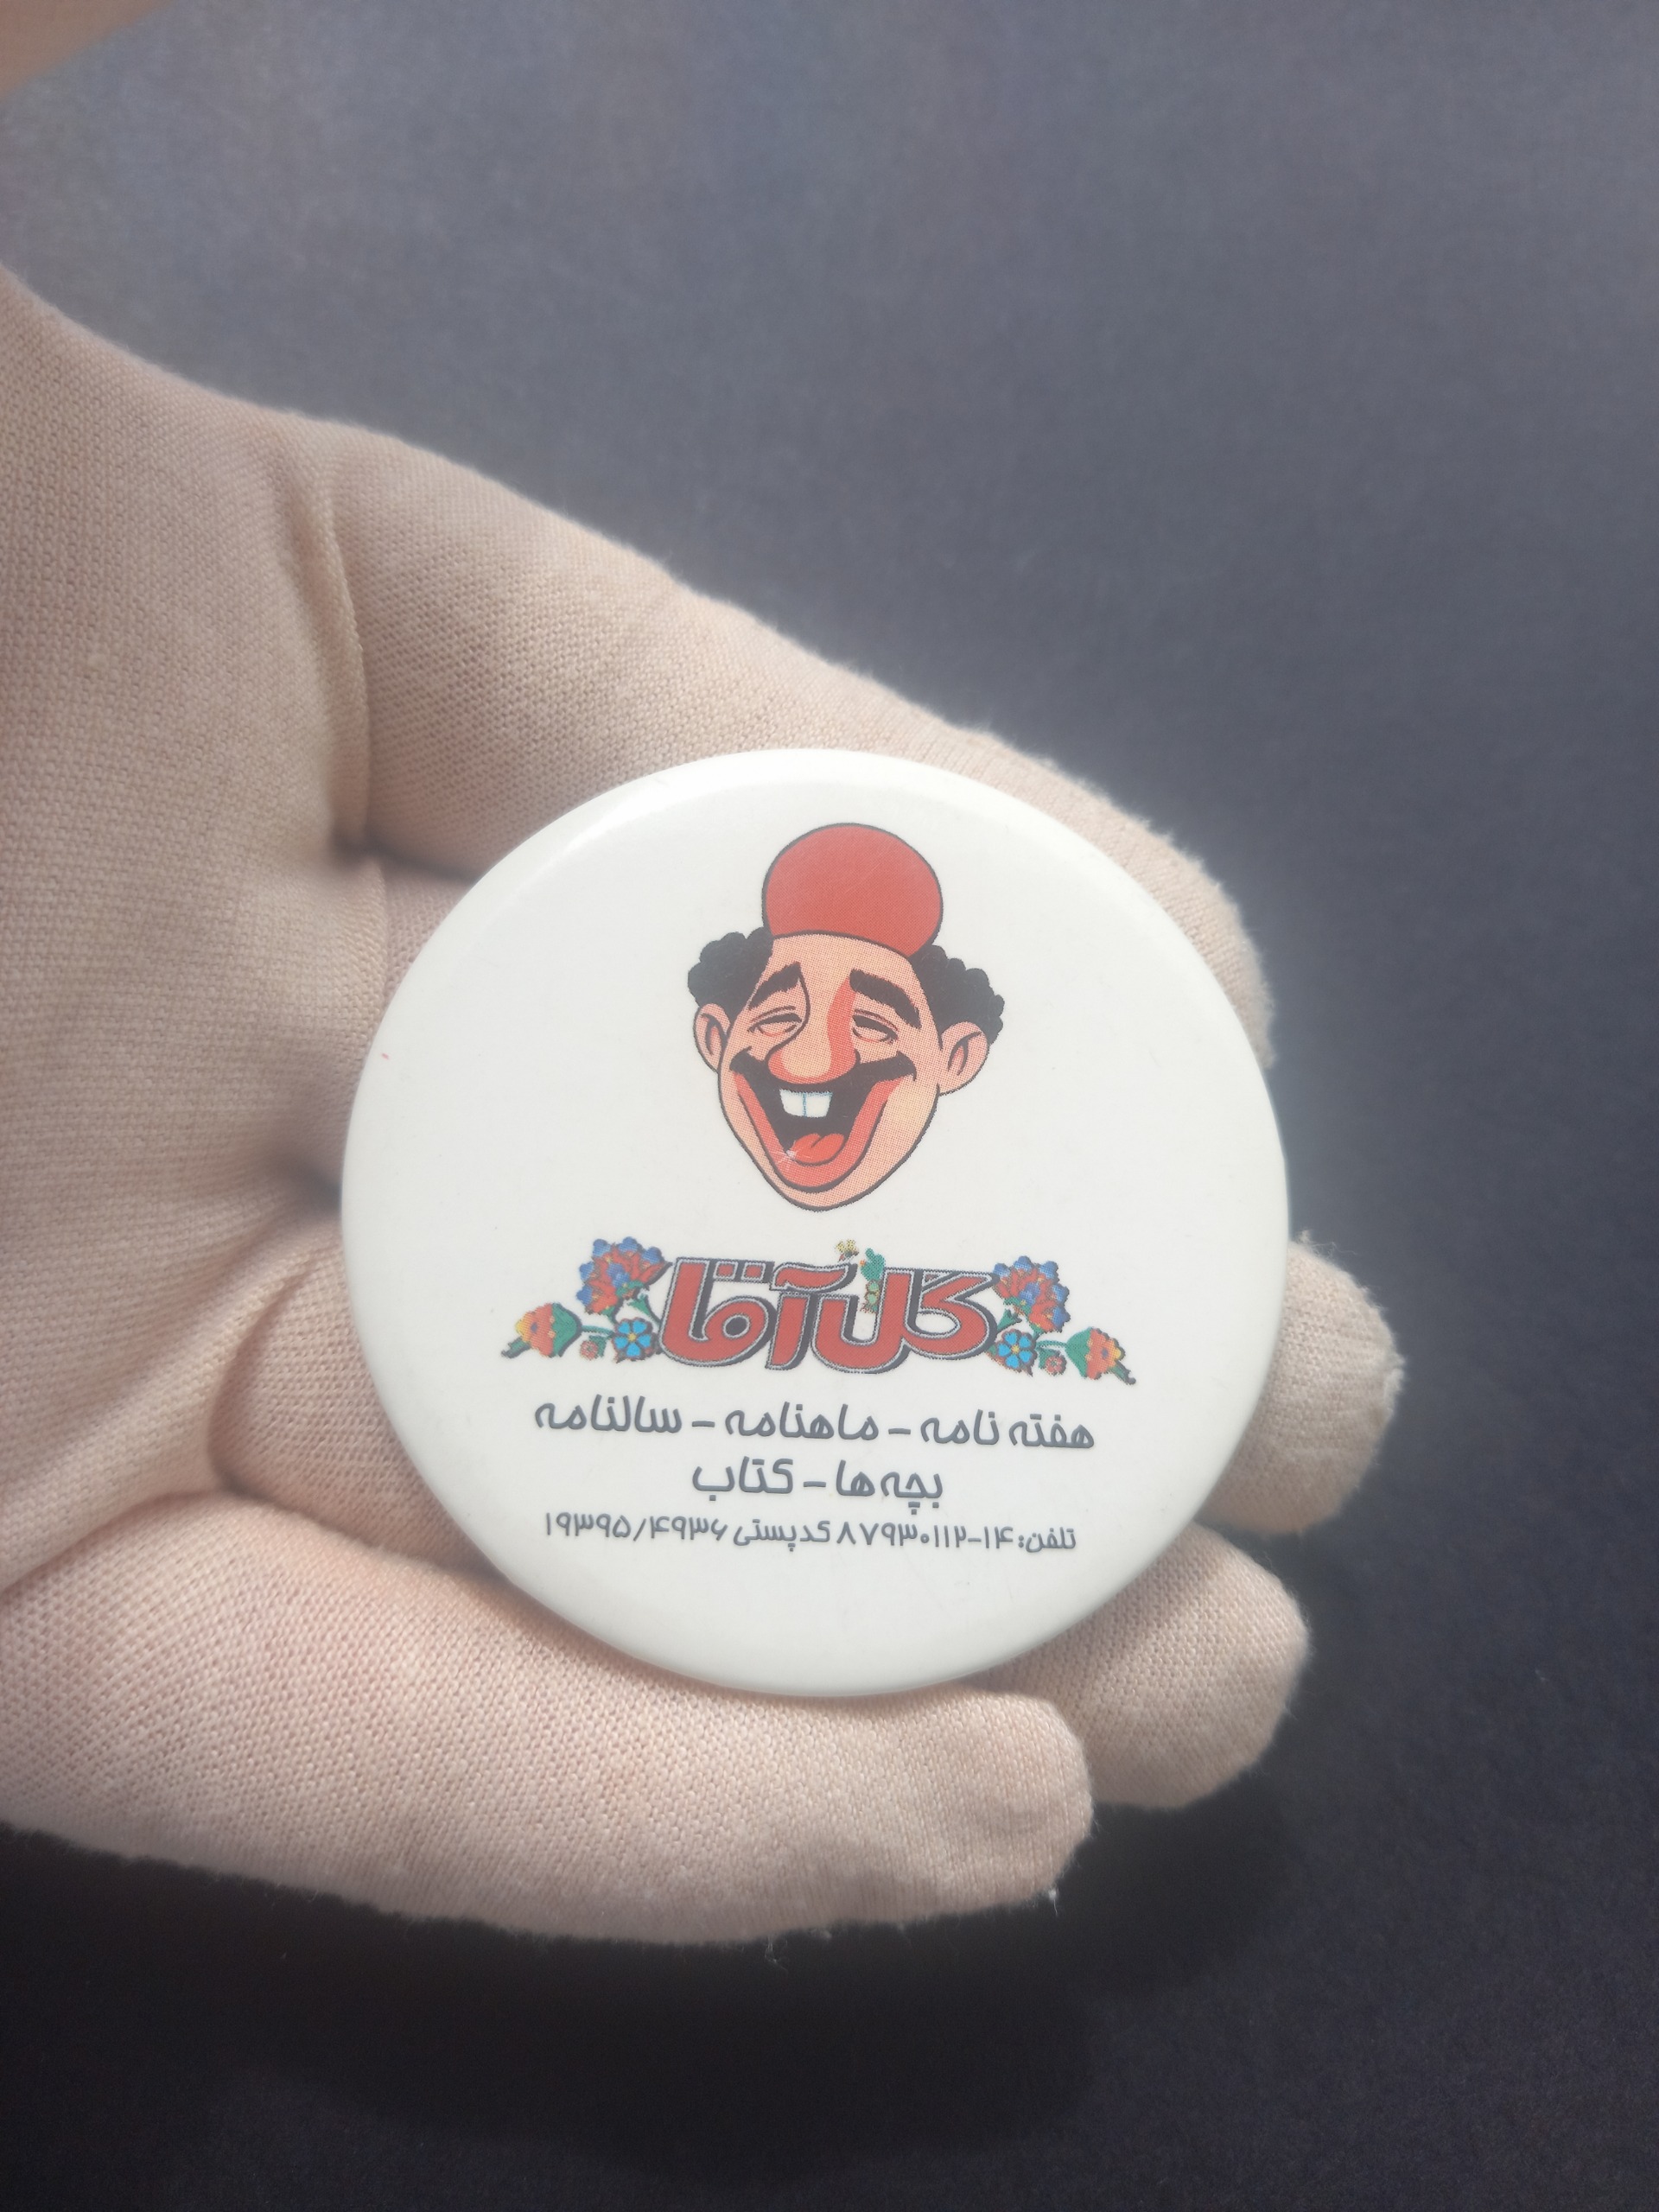 گل‌آقا
هفته نامه - ماهنامه - سالنامه
بچه‌ها - کتاب
تلفن: ۱۴-۸۷۹۳۰۱۱۲ کدپستی ۱۹۳۹۵/۴۹۳۶